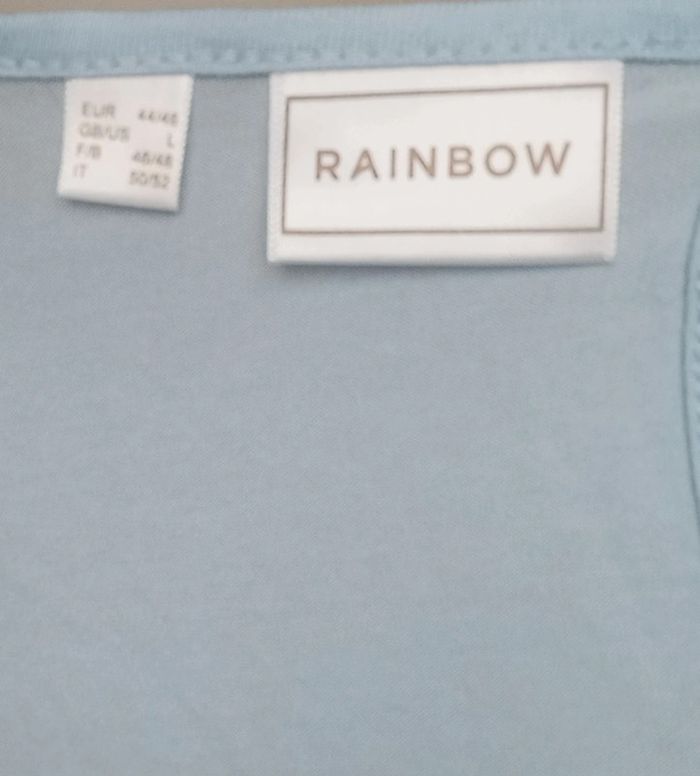 EUR 44/46
GB/US L
F/B 46/48
IT 50/52
RAINBOW